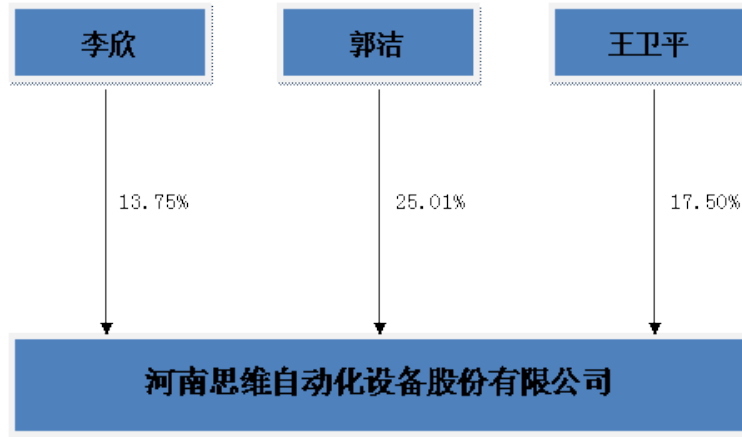 李欣
郭洁
王卫平
13.75%
25.01%
17.50%
河南思维自动化设备股份有限公司